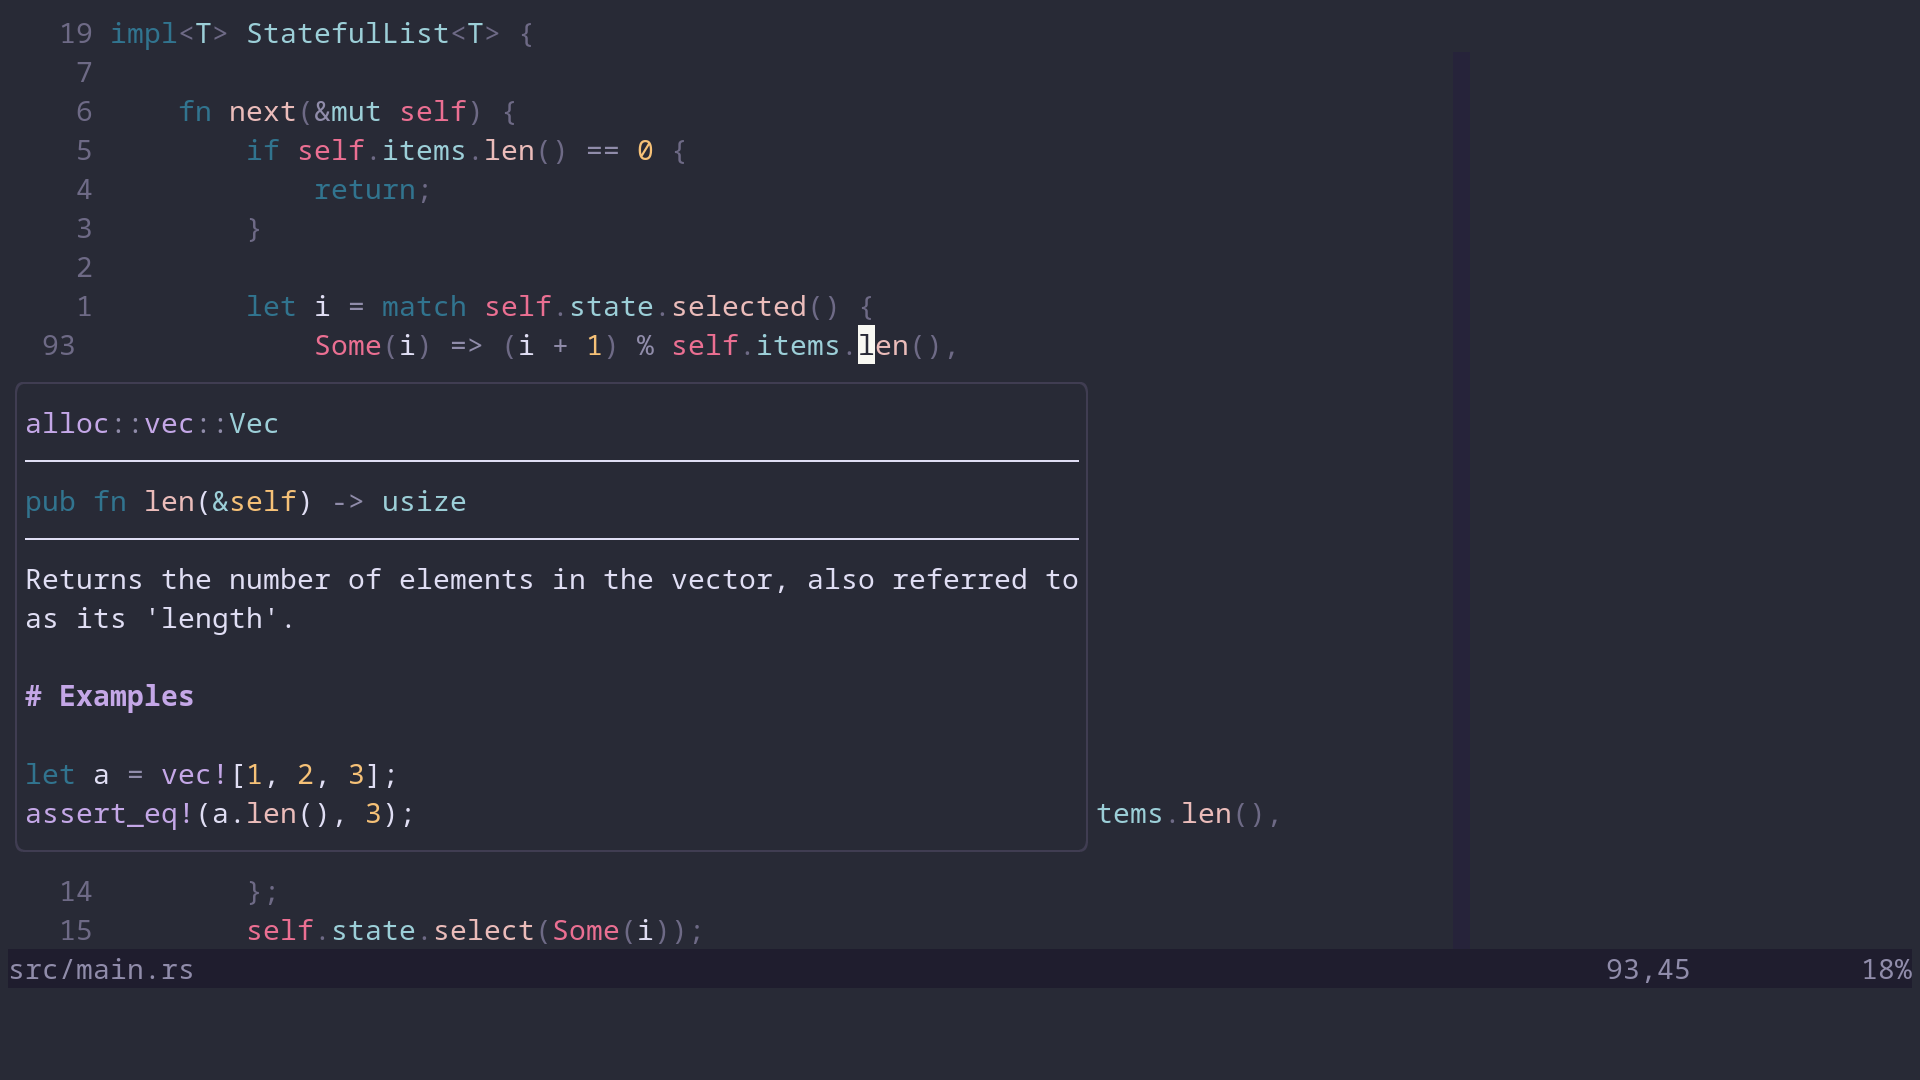 19 impl<T> StatefulList<T> {
7
6     fn next(&mut self) {
5         if self.items.len() == 0 {
4             return;
3         }
2
1         let i = match self.state.selected() {
93             Some(i) => (i + 1) % self.items.len(),
alloc::vec::Vec
pub fn len(&self) -> usize
Returns the number of elements in the vector, also referred to
as its 'length'.
# Examples
let a = vec![1, 2, 3];
assert_eq!(a.len(), 3);
tems.len(),
14         };
15         self.state.select(Some(i));
src/main.rs 93,45 18%